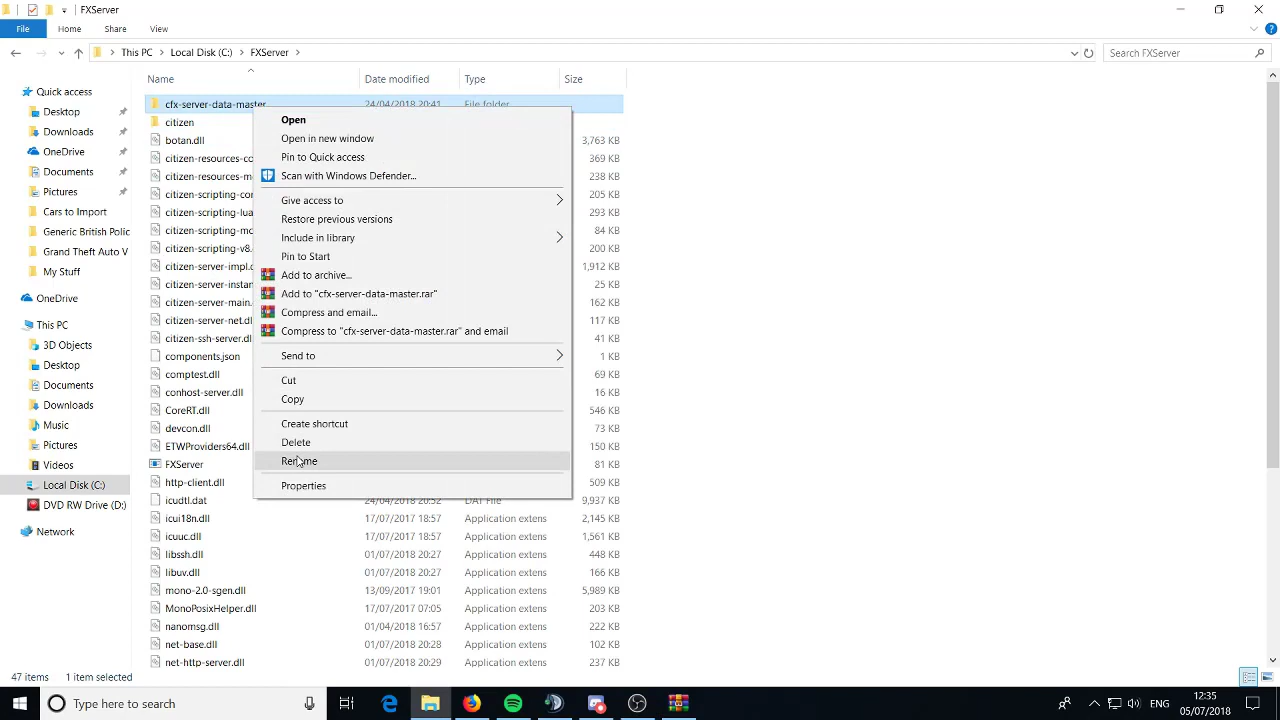 FXServer
File
Home
Share
View
This PC
Local Disk (C:)
FXServer
Search FXServer
Name
Date modified
Type
Size
Quick access
Desktop
Downloads
OneDrive
Documents
Pictures
Cars to Import
Generic British Polic
Grand Theft Auto V
My Stuff
OneDrive
This PC
3D Objects
Desktop
Documents
Downloads
Music
Pictures
Videos
Local Disk (C:)
DVD RW Drive (D:)
Network
cfx-server-data-master 24/04/2018 20:41 File folder
citizen
botan.dll 3,763 KB
citizen-resources-co 369 KB
citizen-resources-m 238 KB
citizen-scripting-cor 205 KB
citizen-scripting-lua 293 KB
citizen-scripting-mo 84 KB
citizen-scripting-v8. 200 KB
citizen-server-impl.d 1,912 KB
citizen-server-instar 25 KB
citizen-server-main. 162 KB
citizen-server-net.dl 117 KB
citizen-ssh-server.dl 41 KB
components.json 1 KB
comptest.dll 69 KB
conhost-server.dll 16 KB
CoreRT.dll 546 KB
devcon.dll 73 KB
ETWProviders64.dll 150 KB
FXServer 81 KB
http-client.dll 509 KB
icudtl.dat 24/04/2018 20:52 DAT File 9,937 KB
icui18n.dll 17/07/2017 18:57 Application extens 2,145 KB
icuuc.dll 17/07/2017 18:57 Application extens 1,561 KB
libssh.dll 01/07/2018 20:27 Application extens 448 KB
libuv.dll 01/07/2018 20:27 Application extens 166 KB
mono-2.0-sgen.dll 13/09/2017 19:01 Application extens 5,989 KB
MonoPosixHelper.dll 17/07/2017 07:05 Application extens 203 KB
nanomsg.dll 01/04/2018 16:57 Application extens 222 KB
net-base.dll 01/07/2018 20:28 Application extens 102 KB
net-http-server.dll 01/07/2018 20:29 Application extens 237 KB
Open
Open in new window
Pin to Quick access
Scan with Windows Defender...
Give access to
Restore previous versions
Include in library
Pin to Start
Add to archive...
Add to "cfx-server-data-master.rar"
Compress and email...
Compress to "cfx-server-data-master.rar" and email
Send to
Cut
Copy
Create shortcut
Delete
Rename
Properties
47 items
1 item selected
Type here to search
ENG
12:35
05/07/2018